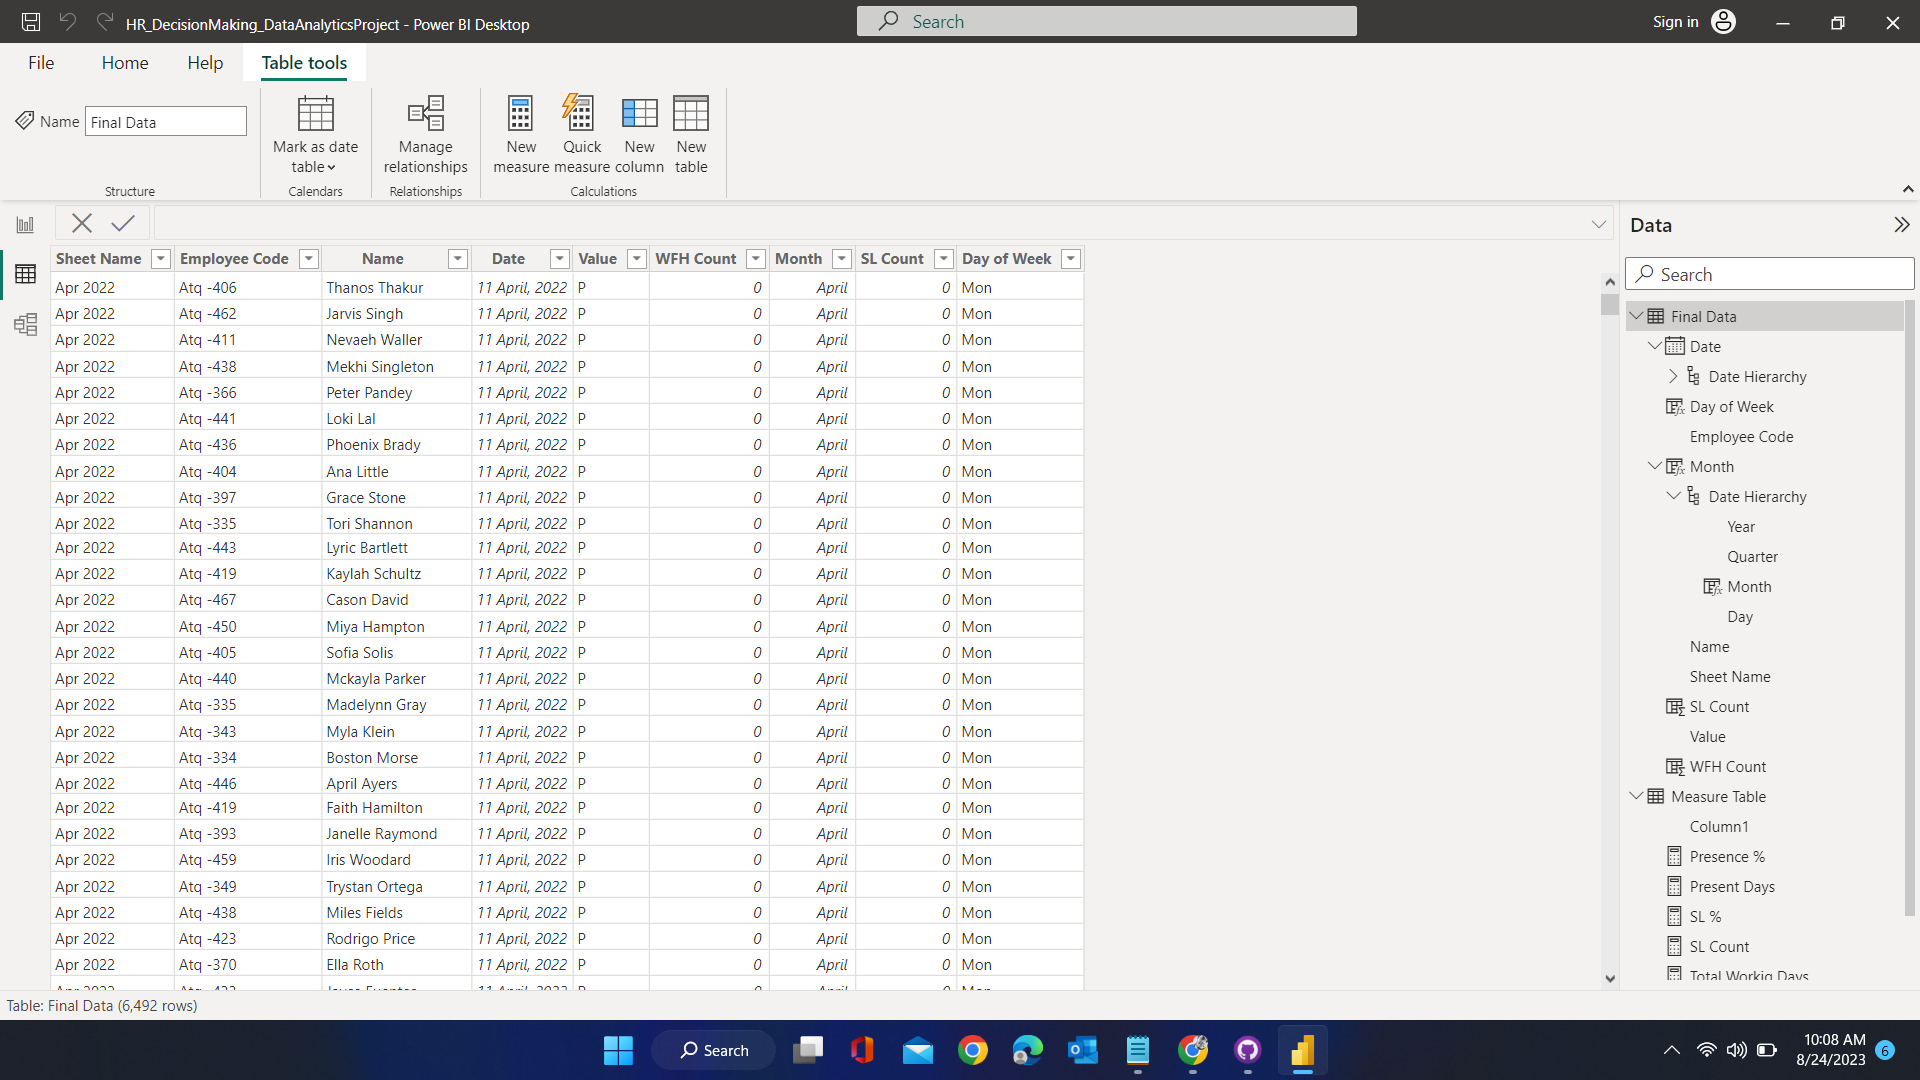 HR_DecisionMaking_DataAnalyticsProject - Power BI Desktop
Search
Sign in
File Home Help Table tools
Name Final Data
Mark as date table
Manage relationships
New measure
Quick measure
New column
New table
Structure Calendars Relationships Calculations
Sheet Name Employee Code Name Date Value WFH Count Month SL Count Day of Week
Apr 2022 Atq -406 Thanos Thakur 11 April, 2022 P 0 April 0 Mon
Apr 2022 Atq -462 Jarvis Singh 11 April, 2022 P 0 April 0 Mon
Apr 2022 Atq -411 Nevaeh Waller 11 April, 2022 P 0 April 0 Mon
Apr 2022 Atq -438 Mekhi Singleton 11 April, 2022 P 0 April 0 Mon
Apr 2022 Atq -366 Peter Pandey 11 April, 2022 P 0 April 0 Mon
Apr 2022 Atq -441 Loki Lal 11 April, 2022 P 0 April 0 Mon
Apr 2022 Atq -436 Phoenix Brady 11 April, 2022 P 0 April 0 Mon
Apr 2022 Atq -404 Ana Little 11 April, 2022 P 0 April 0 Mon
Apr 2022 Atq -397 Grace Stone 11 April, 2022 P 0 April 0 Mon
Apr 2022 Atq -335 Tori Shannon 11 April, 2022 P 0 April 0 Mon
Apr 2022 Atq -443 Lyric Bartlett 11 April, 2022 P 0 April 0 Mon
Apr 2022 Atq -419 Kaylah Schultz 11 April, 2022 P 0 April 0 Mon
Apr 2022 Atq -467 Cason David 11 April, 2022 P 0 April 0 Mon
Apr 2022 Atq -450 Miya Hampton 11 April, 2022 P 0 April 0 Mon
Apr 2022 Atq -405 Sofia Solis 11 April, 2022 P 0 April 0 Mon
Apr 2022 Atq -440 Mckayla Parker 11 April, 2022 P 0 April 0 Mon
Apr 2022 Atq -335 Madelynn Gray 11 April, 2022 P 0 April 0 Mon
Apr 2022 Atq -343 Myla Klein 11 April, 2022 P 0 April 0 Mon
Apr 2022 Atq -334 Boston Morse 11 April, 2022 P 0 April 0 Mon
Apr 2022 Atq -446 April Ayers 11 April, 2022 P 0 April 0 Mon
Apr 2022 Atq -419 Faith Hamilton 11 April, 2022 P 0 April 0 Mon
Apr 2022 Atq -393 Janelle Raymond 11 April, 2022 P 0 April 0 Mon
Apr 2022 Atq -459 Iris Woodard 11 April, 2022 P 0 April 0 Mon
Apr 2022 Atq -349 Trystan Ortega 11 April, 2022 P 0 April 0 Mon
Apr 2022 Atq -438 Miles Fields 11 April, 2022 P 0 April 0 Mon
Apr 2022 Atq -423 Rodrigo Price 11 April, 2022 P 0 April 0 Mon
Apr 2022 Atq -370 Ella Roth 11 April, 2022 P 0 April 0 Mon
Data
Search
Final Data
Date
Date Hierarchy
Day of Week
Employee Code
Month
Date Hierarchy
Year
Quarter
Month
Day
Name
Sheet Name
SL Count
Value
WFH Count
Measure Table
Column1
Presence %
Present Days
SL %
SL Count
Total Workig Days
Table: Final Data (6,492 rows)
Search
10:08 AM
8/24/2023
6